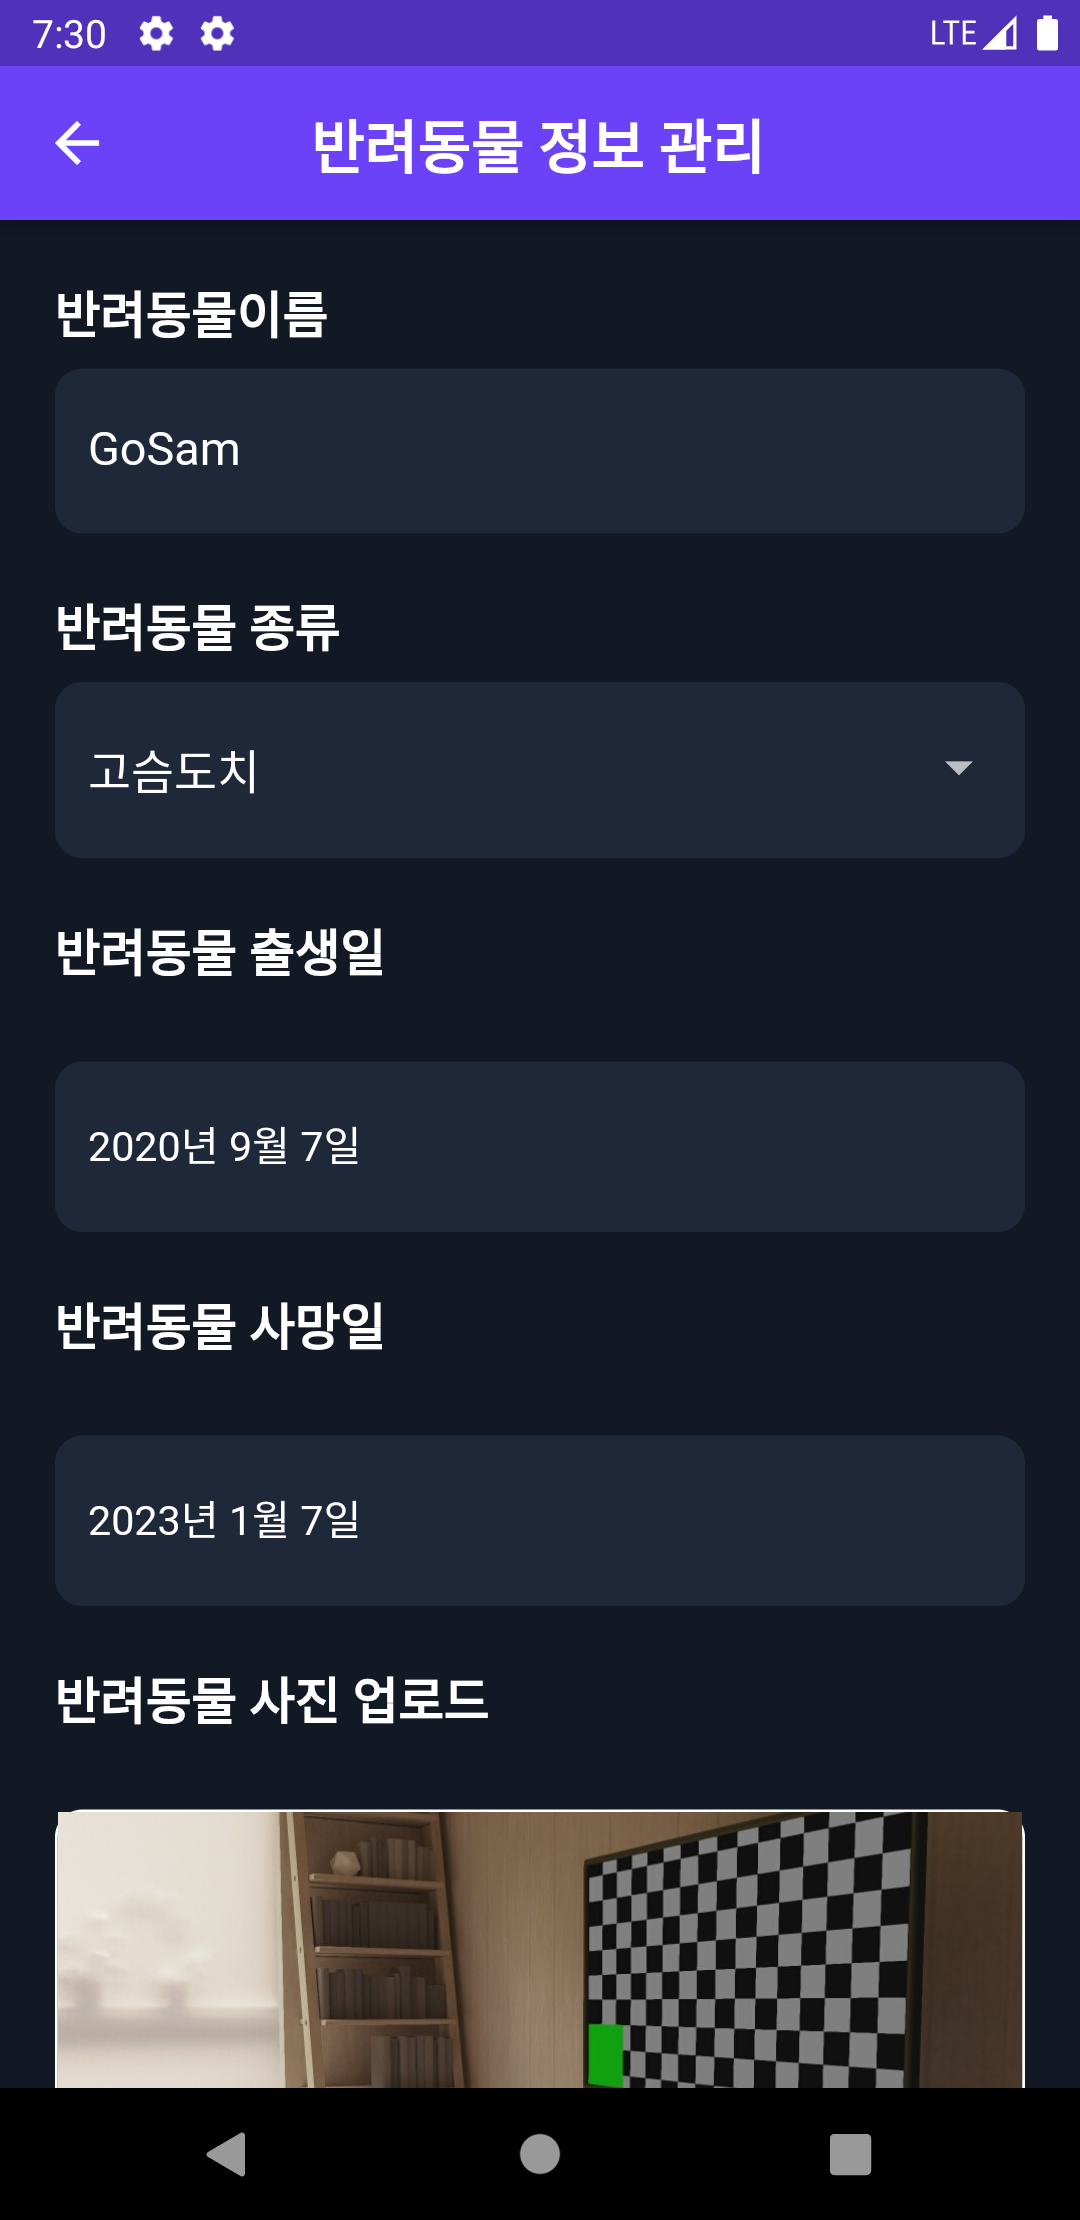 7:30 LTE
반려동물 정보 관리
반려동물이름
GoSam
반려동물 종류
고슴도치
반려동물 출생일
2020년 9월 7일
반려동물 사망일
2023년 1월 7일
반려동물 사진 업로드